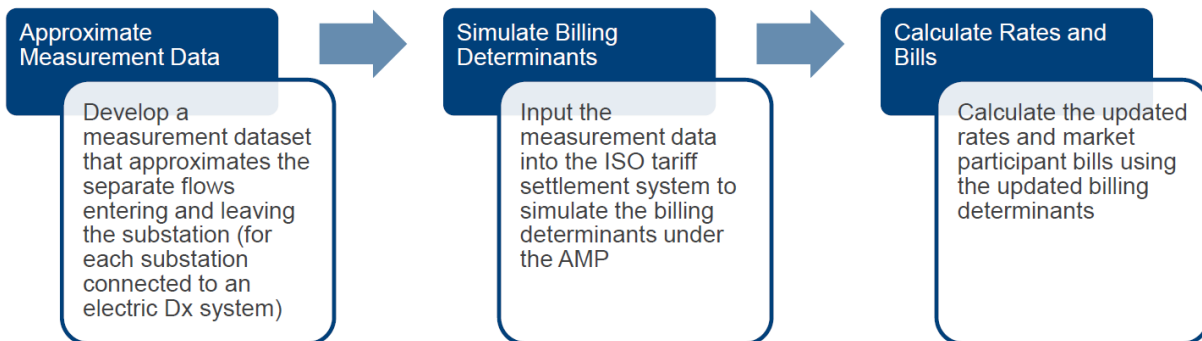 Approximate
Measurement Data
Develop a
measurement dataset
that approximates the
separate flows
entering and leaving
the substation (for
each substation
connected to an
electric Dx system)
Simulate Billing
Determinants
Input the
measurement data
into the ISO tariff
settlement system to
simulate the billing
determinants under
the AMP
Calculate Rates and
Bills
Calculate the updated
rates and market
participant bills using
the updated billing
determinants